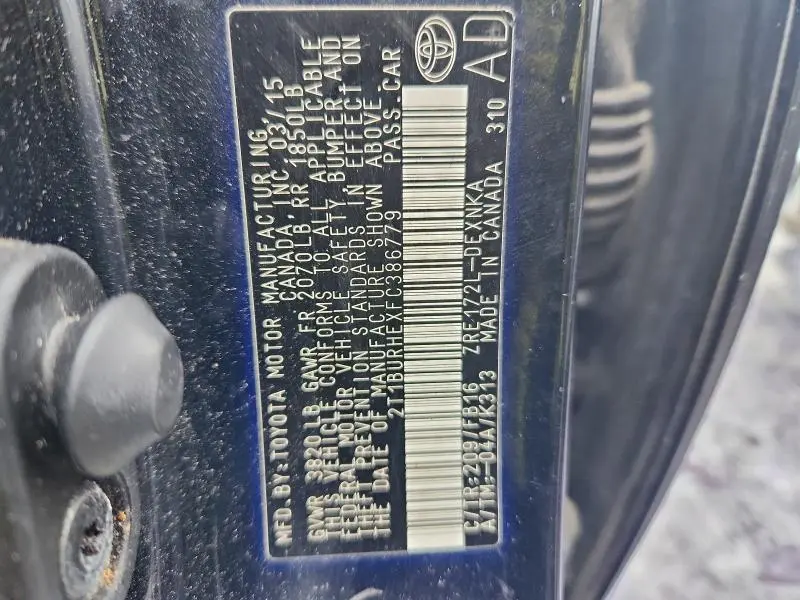 MFD.BY:TOYOTA MOTOR MANUFACTURING
CANADA, INC. 03/15
GVWR 3820LB GAWR FR 2070LB, RR 1850LB
THIS VEHICLE CONFORMS TO ALL APPLICABLE
FEDERAL MOTOR VEHICLE SAFETY, BUMPER, AND
THEFT PREVENTION STANDARDS IN EFFECT ON
THE DATE OF MANUFACTURE SHOWN ABOVE.
2T1BURHEXFC386779 PASS.CAR
C/TR:209/FB16 ZRE172L-DEXNKA
A/TM:-04A/K313 MADE IN CANADA 310
AD